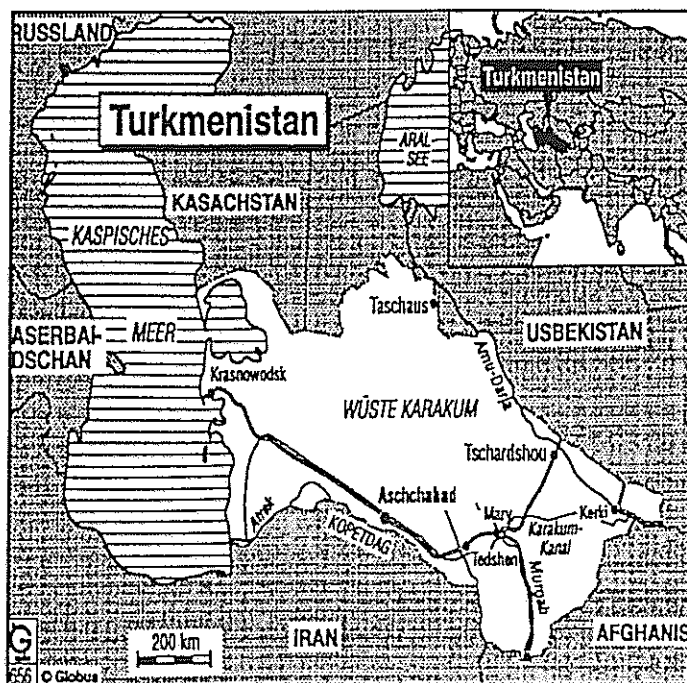 RUSSLAND
Turkmenistan
Turkmenistan
ARAL-
SEE
KASACHSTAN
KASPISCHES
MEER
ASERBAI-
DSCHAN
Taschaus
USBEKISTAN
Amu-Darja
Krasnowodsk
WÜSTE KARAKUM
Tschardshou
Aschchabad
Atrek
KOPETDAG
Mary
Kerki
Karakum-
Kanal
Tedshen
Murgab
200 km
IRAN
AFGHANIS
G
656 © Globus